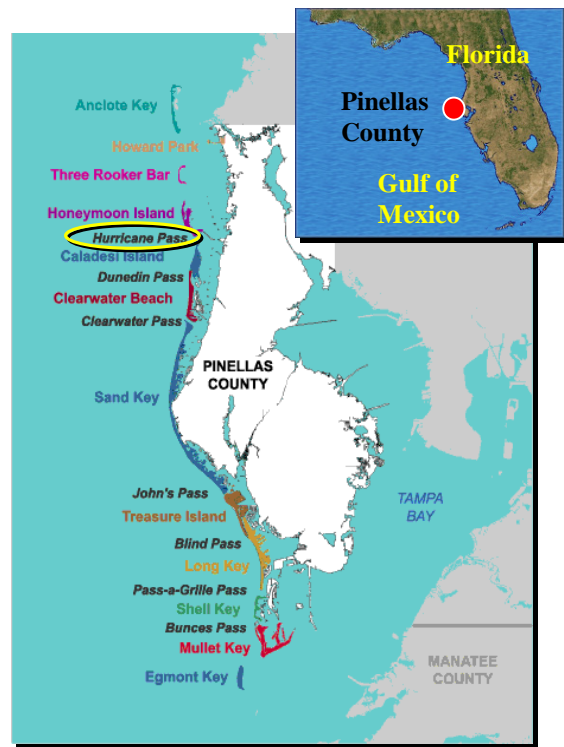 Florida
Pinellas
County
Gulf of
Mexico
Anclote Key
Howard Park
Three Rooker Bar
Honeymoon Island
Hurricane Pass
Caladesi Island
Dunedin Pass
Clearwater Beach
Clearwater Pass
PINELLAS
COUNTY
Sand Key
John's Pass
Treasure Island
TAMPA
BAY
Blind Pass
Long Key
Pass-a-Grille Pass
Shell Key
Bunces Pass
Mullet Key
MANATEE
COUNTY
Egmont Key